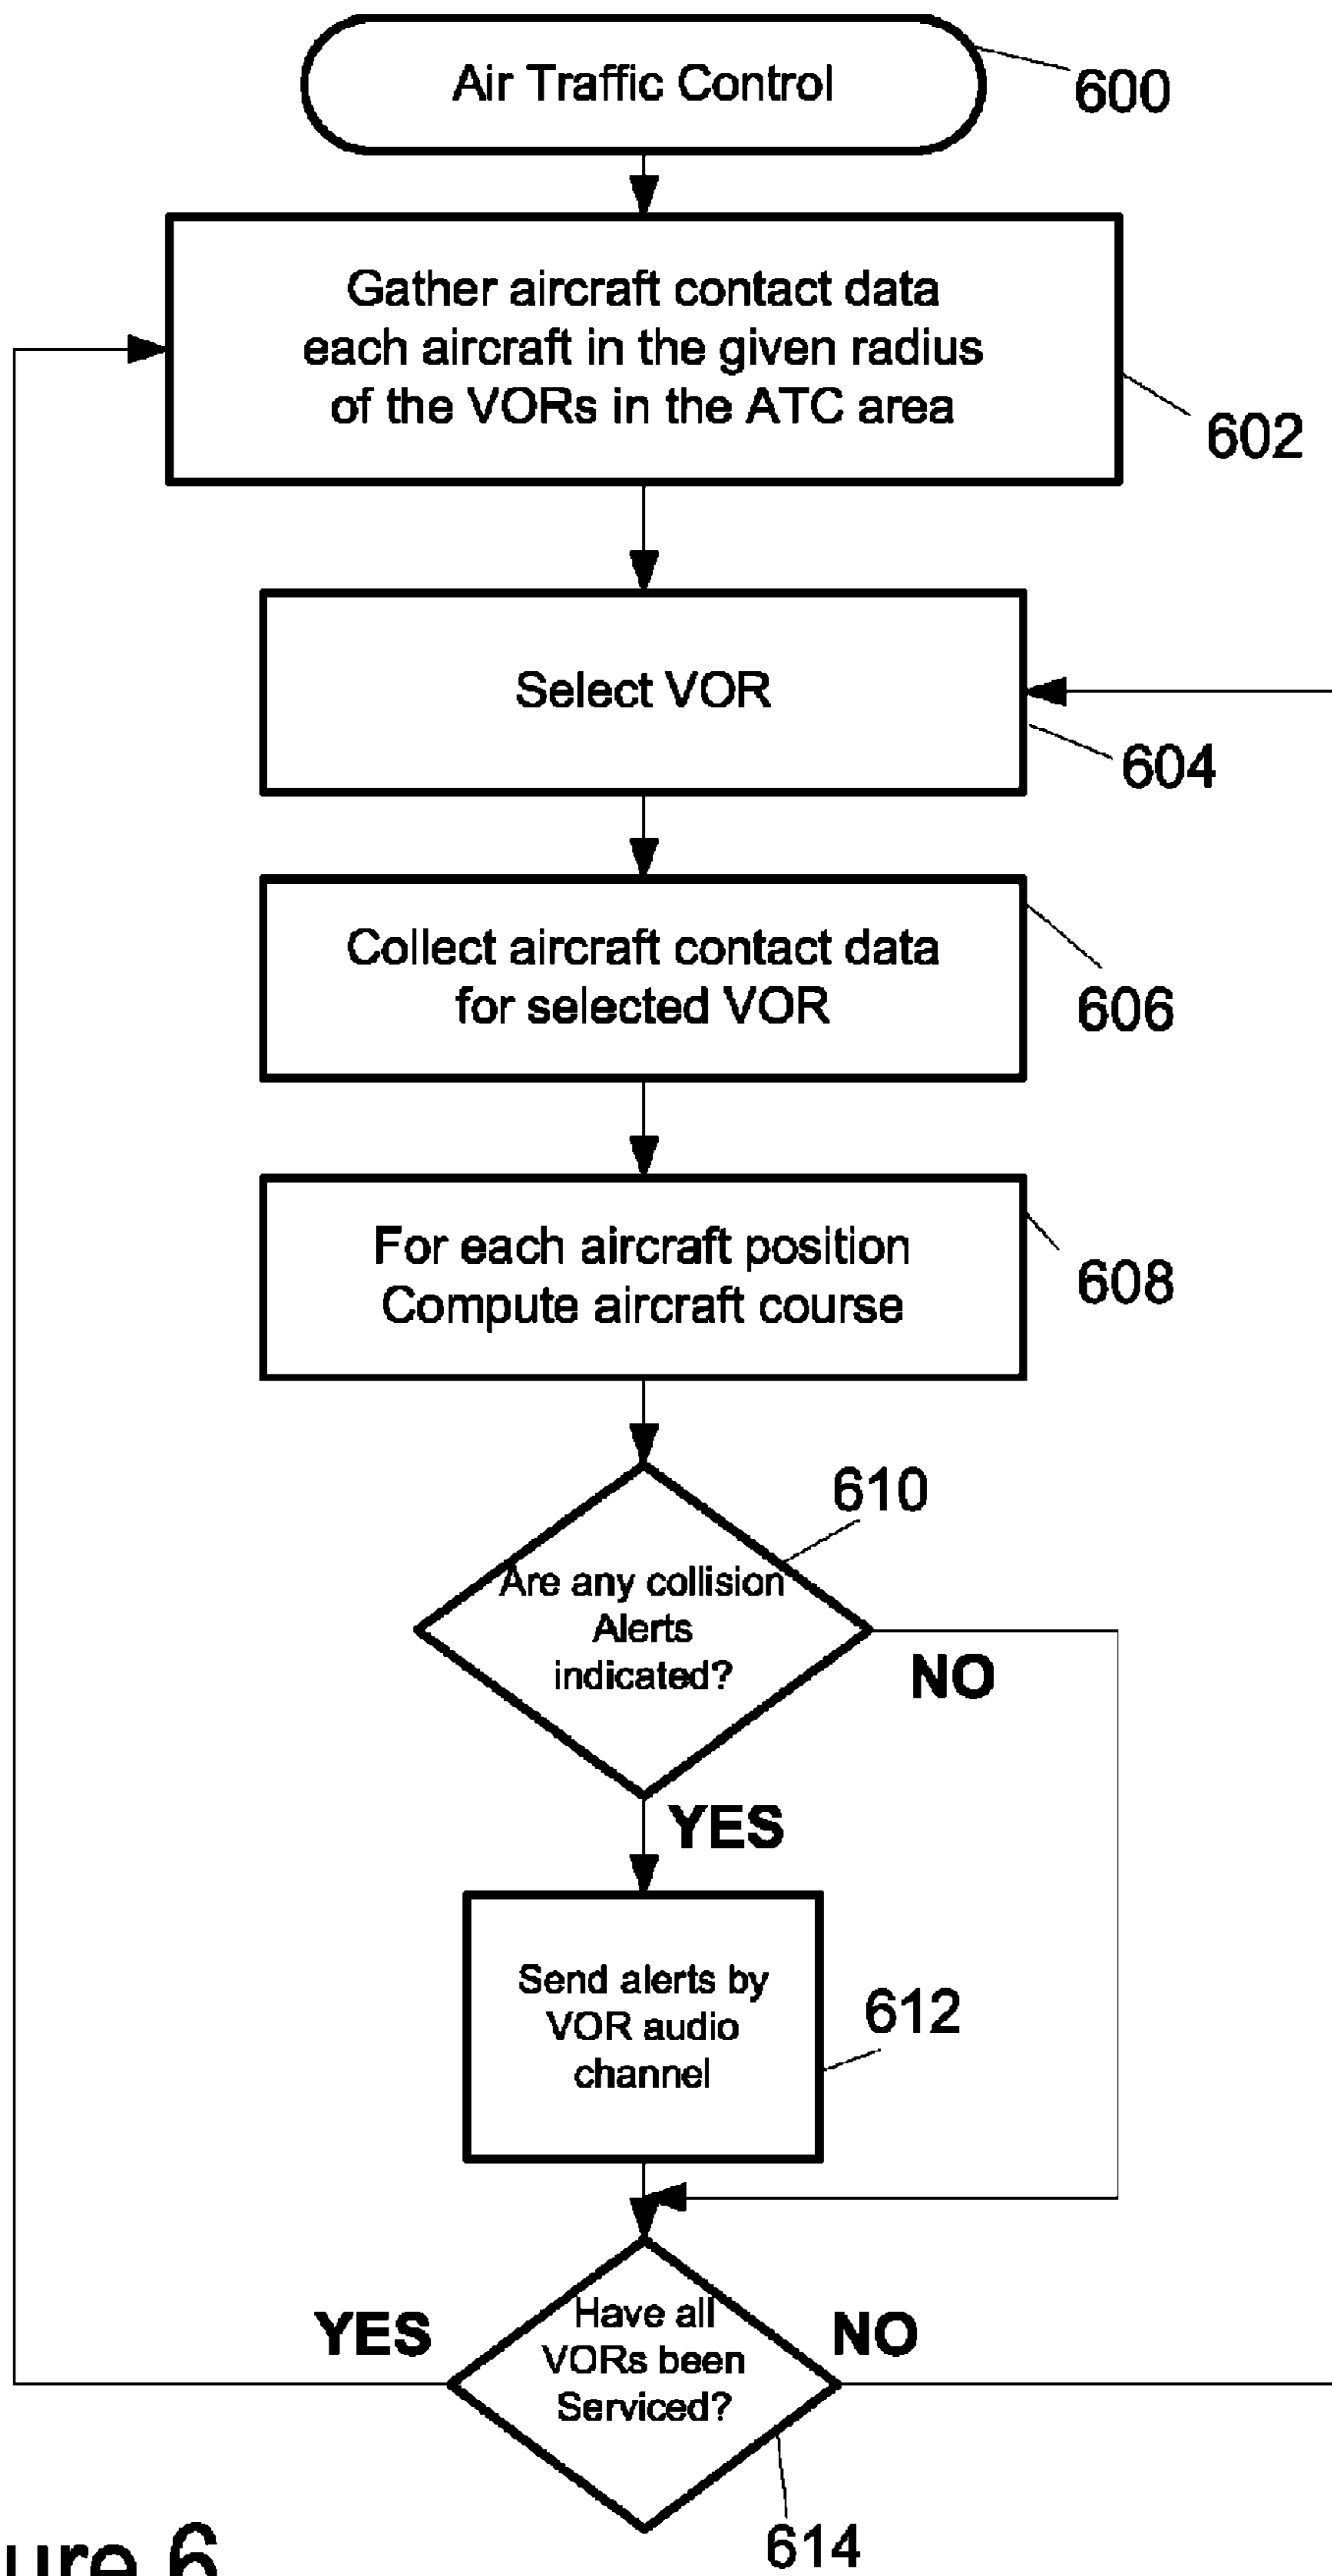 Air Traffic Control
600
Gather aircraft contact data
each aircraft in the given radius
of the VORs in the ATC area
602
Select VOR
604
Collect aircraft contact data
for selected VOR
606
For each aircraft position
Compute aircraft course
608
610
Are any collision
Alerts
indicated?
NO
YES
Send alerts by
VOR audio
channel
612
YES
Have all
VORs been
Serviced?
NO
614
ure 6